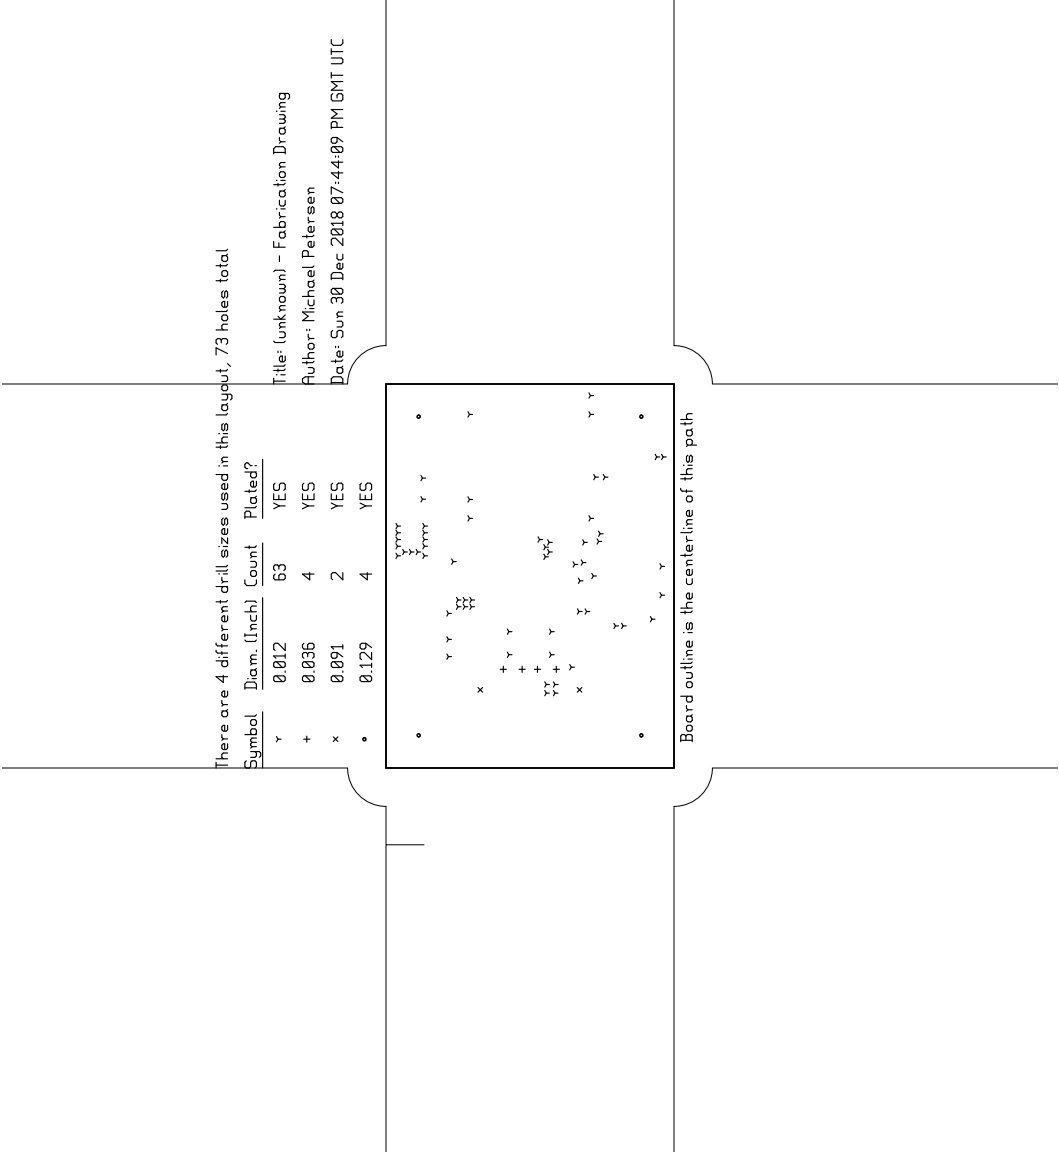 Title: (unknown) - Fabrication Drawing
Author: Michael Petersen
Date: Sun 30 Dec 2018 07:44:09 PM GMT UTC
There are 4 different drill sizes used in this layout, 73 holes total
Symbol Diam. (Inch) Count Plated?
Y 0.012 63 YES
+ 0.036 4 YES
x 0.091 2 YES
o 0.129 4 YES
Board outline is the centerline of this path